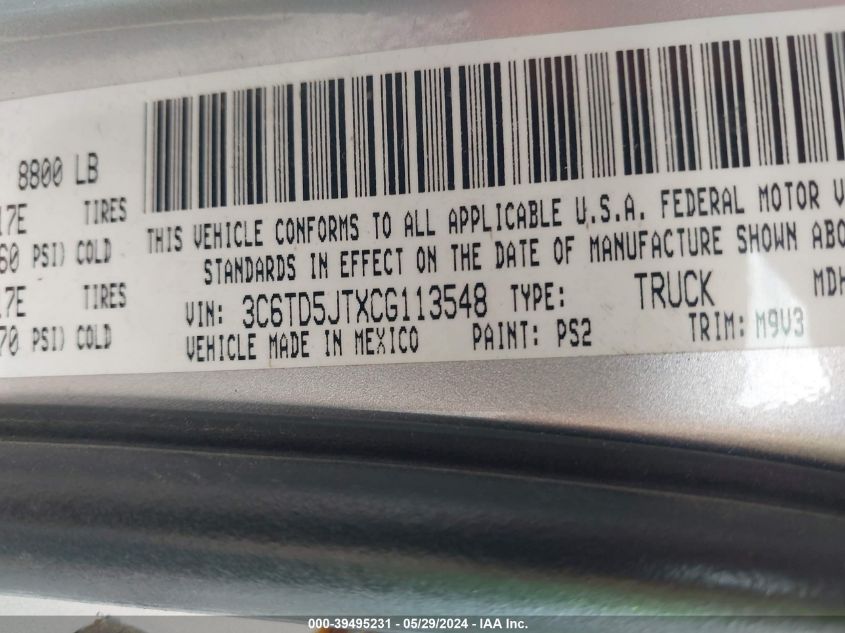 8800 LB
17E TIRES
60 PSI) COLD
17E TIRES
70 PSI) COLD
THIS VEHICLE CONFORMS TO ALL APPLICABLE U.S.A. FEDERAL MOTOR V
STANDARDS IN EFFECT ON THE DATE OF MANUFACTURE SHOWN ABO
VIN: 3C6TD5JTXCG113548 TYPE: TRUCK MDH
VEHICLE MADE IN MEXICO PAINT: PS2 TRIM: M9V3
000-39495231 - 05/29/2024 - IAA Inc.